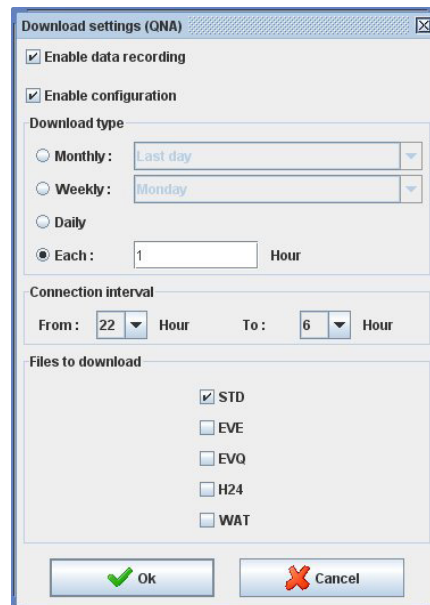 Download settings (QNA)
Enable data recording
Enable configuration
Download type
Monthly : Last day
Weekly : Monday
Daily
Each : 1 Hour
Connection interval
From : 22 Hour To : 6 Hour
Files to download
STD
EVE
EVQ
H24
WAT
Ok Cancel